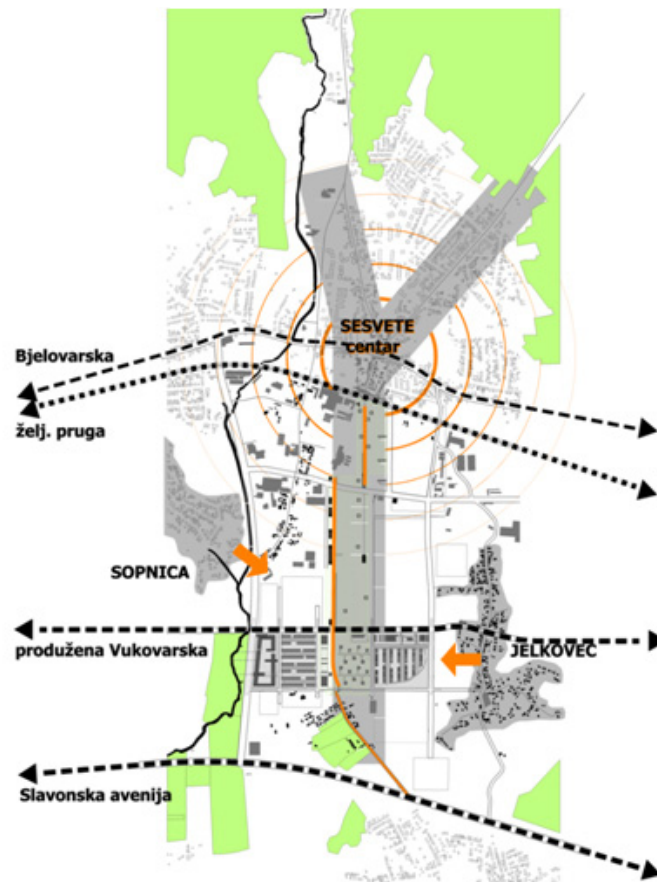 SESVETE
centar
Bjelovarska
želj. pruga
SOPNICA
produžena Vukovarska
JELKOVEC
Slavonska avenija